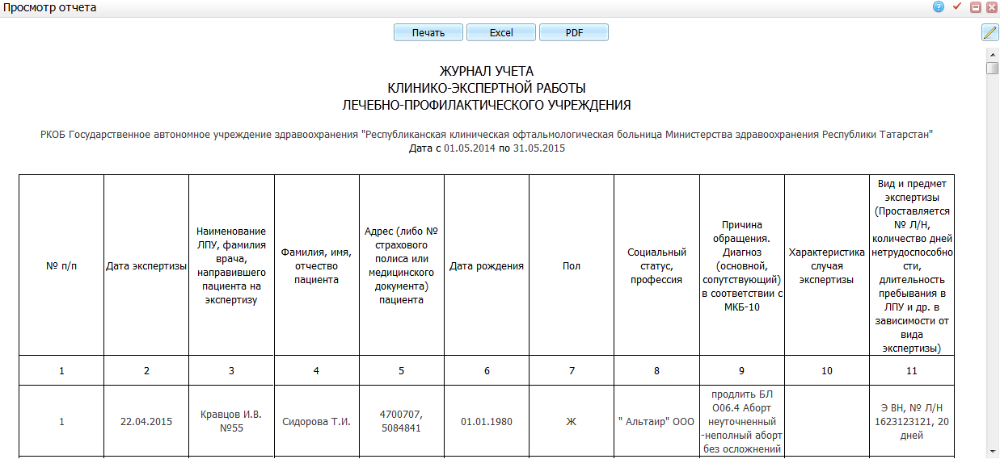 Просмотр отчета
Печать
Excel
PDF
ЖУРНАЛ УЧЕТА
КЛИНИКО-ЭКСПЕРТНОЙ РАБОТЫ
ЛЕЧЕБНО-ПРОФИЛАКТИЧЕСКОГО УЧРЕЖДЕНИЯ
РКОБ Государственное автономное учреждение здравоохранения "Республиканская клиническая офтальмологическая больница Министерства здравоохранения Республики Татарстан"
Дата с 01.05.2014 по 31.05.2015
№ п/п
Дата экспертизы
Наименование
ЛПУ, фамилия
врача,
направившего
пациента на
экспертизу
Фамилия, имя,
отчество
пациента
Адрес (либо №
страхового
полиса или
медицинского
документа)
пациента
Дата рождения
Пол
Социальный
статус,
профессия
Причина
обращения.
Диагноз
(основной,
сопутствующий)
в соответствии с
МКБ-10
Характеристика
случая
экспертизы
Вид и предмет
экспертизы
(Проставляется
№ Л/Н,
количество дней
нетрудоспособно
сти,
длительность
пребывания в
ЛПУ и др. в
зависимости от
вида
экспертизы)
1
2
3
4
5
6
7
8
9
10
11
1
22.04.2015
Кравцов И.В.
№55
Сидорова Т.И.
4700707,
5084841
01.01.1980
Ж
" Альтаир" ООО
продлить БЛ
O06.4 Аборт
неуточненный
-неполный аборт
без осложнений
Э ВН, № Л/Н
1623123121, 20
дней